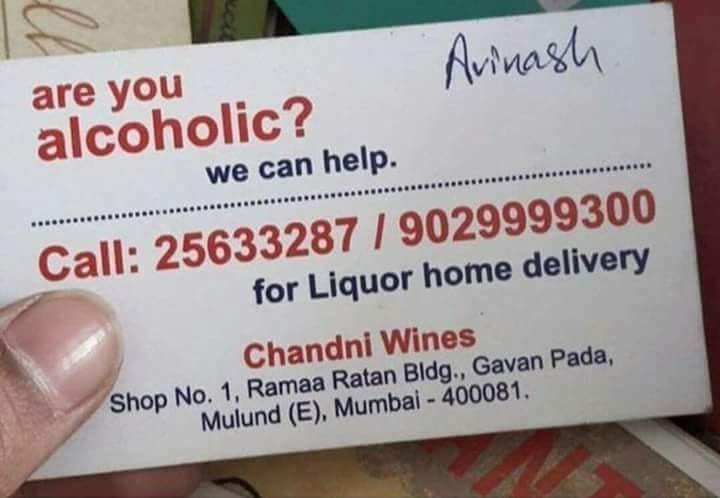 Avinash
are you
alcoholic?
we can help.
Call: 25633287 / 9029999300
for Liquor home delivery
Chandni Wines
Shop No. 1, Ramaa Ratan Bldg., Gavan Pada,
Mulund (E), Mumbai - 400081.